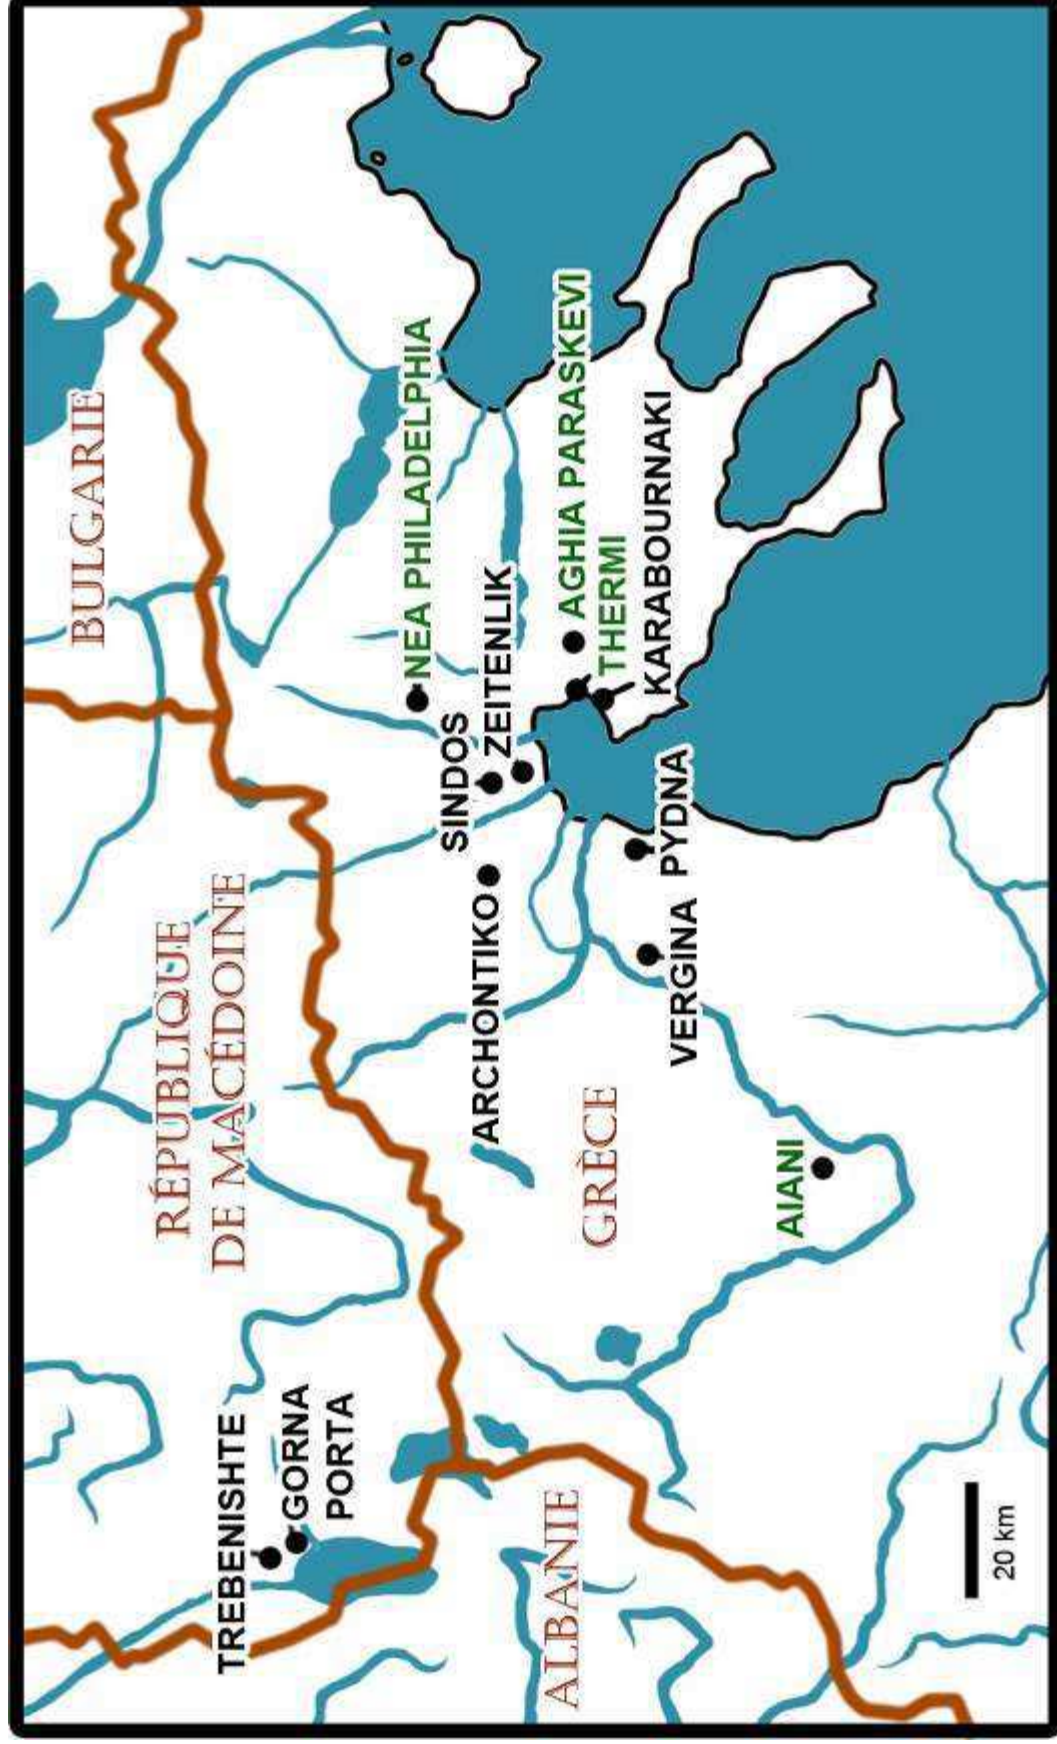 BULGARIE
RÉPUBLIQUE
DE MACÉDOINE
TREBENISHTE
GORNA
PORTA
NEA PHILADELPHIA
SINDOS
ZEITENLIK
ARCHONTIKO
AGHIA PARASKEVI
THERMI
KARABOURNAKI
PYDNA
VERGINA
GRÈCE
AIANI
ALBANIE
20 km